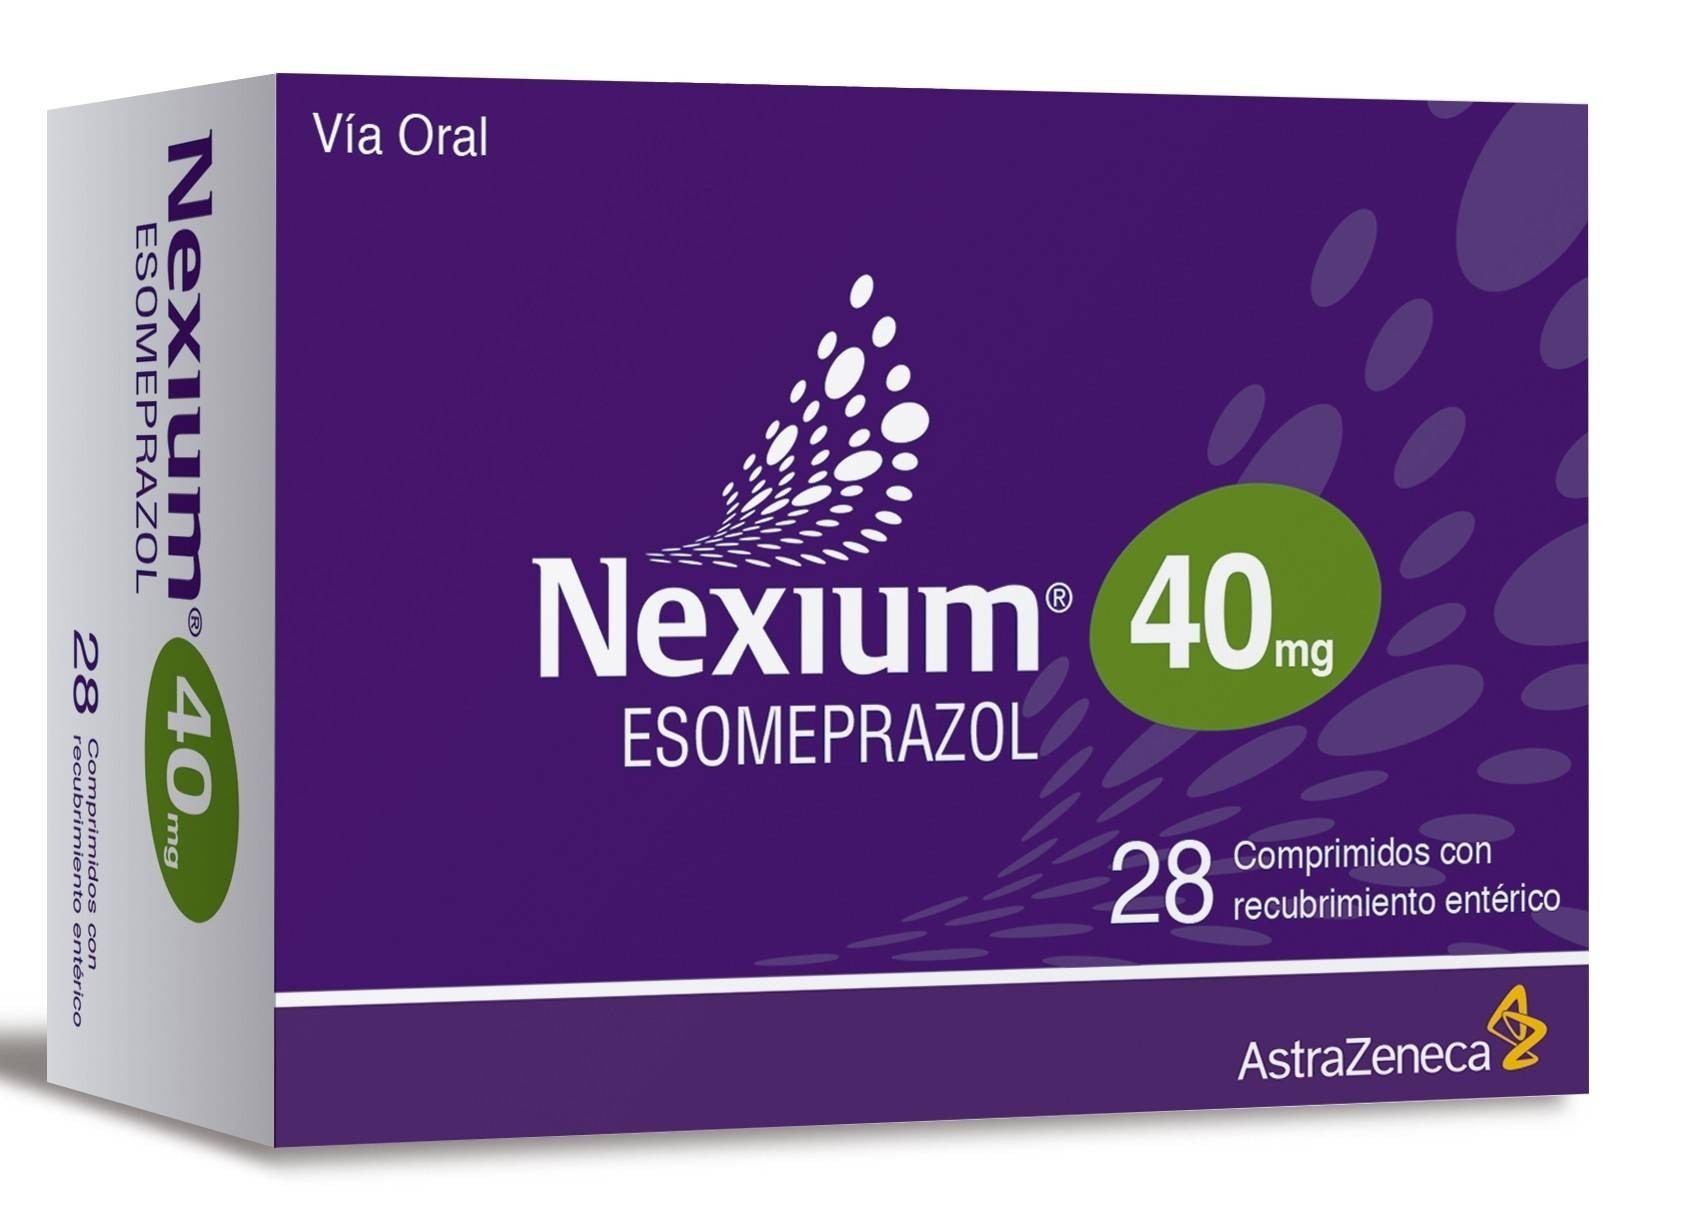 Vía Oral
Nexium® 40mg
ESOMEPRAZOL
28 Comprimidos con
recubrimiento entérico
AstraZeneca
Nexium® 40mg
ESOMEPRAZOL
28 Comprimidos con
recubrimiento entérico